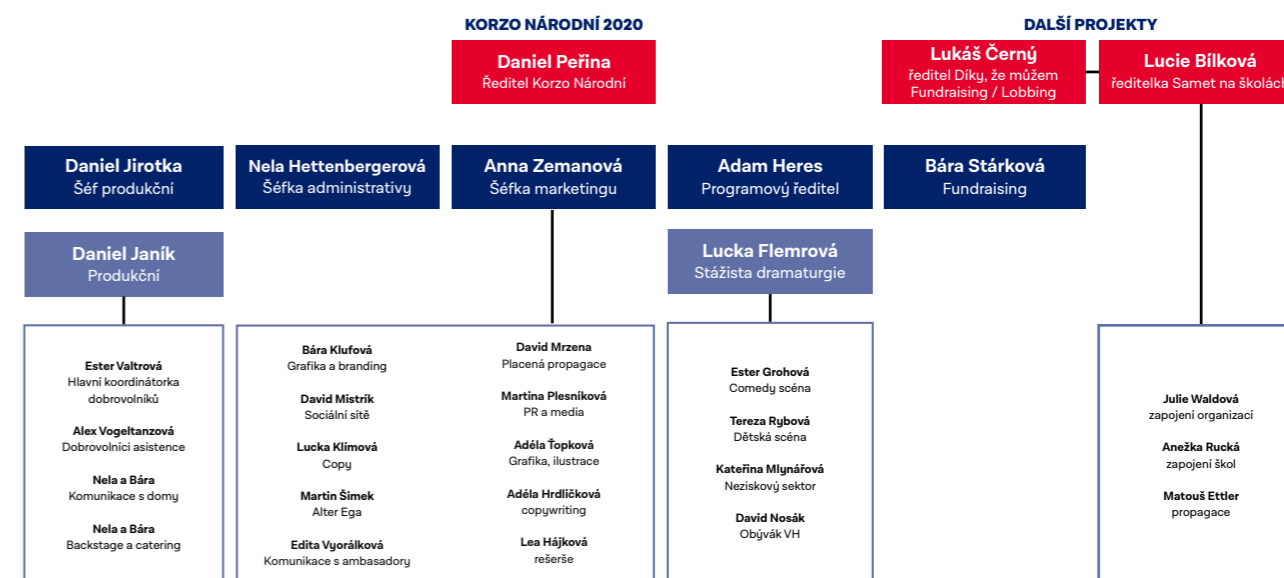 KORZO NÁRODNÍ 2020
DALŠÍ PROJEKTY
Daniel Peřina
Ředitel Korzo Národní
Lukáš Černý
ředitel Díky, že můžem
Fundraising / Lobbing
Lucie Bílková
ředitelka Samet na školách
Daniel Jirotka
Šéf produkční
Nela Hettenbergerová
Šéfka administrativy
Anna Zemanová
Šéfka marketingu
Adam Heres
Programový ředitel
Bára Stárková
Fundraising
Daniel Janík
Produkční
Lucka Flemrová
Stážista dramaturgie
Ester Valtrová
Hlavní koordinátorka
dobrovolníků
Alex Vogeltanzová
Dobrovolníci asistence
Nela a Bára
Komunikace s domy
Nela a Bára
Backstage a catering
Bára Klufová
Grafika a branding
David Mistrík
Sociální sítě
Lucka Klímová
Copy
Martin Šimek
Alter Ega
Edita Vyorálková
Komunikace s ambasadory
David Mrzena
Placená propagace
Martina Plesníková
PR a media
Adéla Ťopková
Grafika, ilustrace
Adéla Hrdličková
copywriting
Lea Hájková
rešerše
Ester Grohová
Comedy scéna
Tereza Rybová
Dětská scéna
Kateřina Mlynářová
Neziskový sektor
David Nosák
Obývák VH
Julie Waldová
zapojení organizací
Anežka Rucká
zapojení škol
Matouš Ettler
propagace